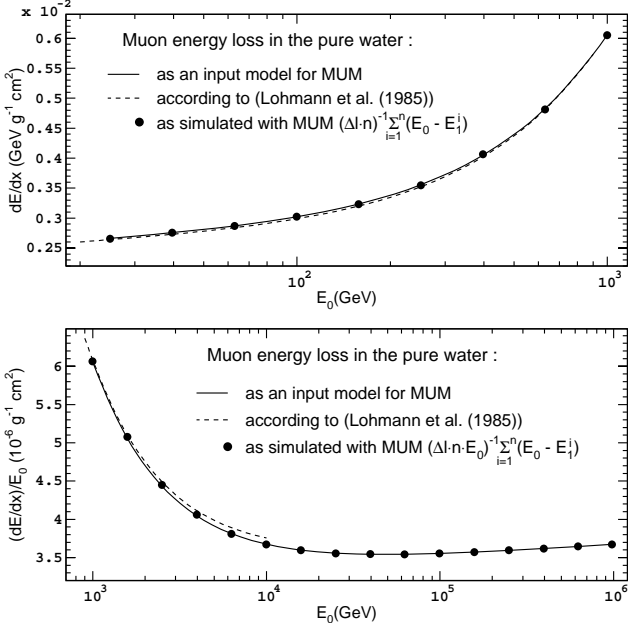 x 10⁻²
Muon energy loss in the pure water :
as an input model for MUM
according to (Lohmann et al. (1985))
as simulated with MUM (Δl·n)⁻¹Σⁿᵢ₌₁(E₀ - E₁ⁱ)
dE/dx (GeV g⁻¹ cm²)
0.6
0.55
0.5
0.45
0.4
0.35
0.3
0.25
10² 10³
E₀(GeV)
Muon energy loss in the pure water :
as an input model for MUM
according to (Lohmann et al. (1985))
as simulated with MUM (Δl·n·E₀)⁻¹Σⁿᵢ₌₁(E₀ - E₁ⁱ)
(dE/dx)/E₀ (10⁻⁶ g⁻¹ cm²)
6
5.5
5
4.5
4
3.5
10³ 10⁴ 10⁵ 10⁶
E₀(GeV)